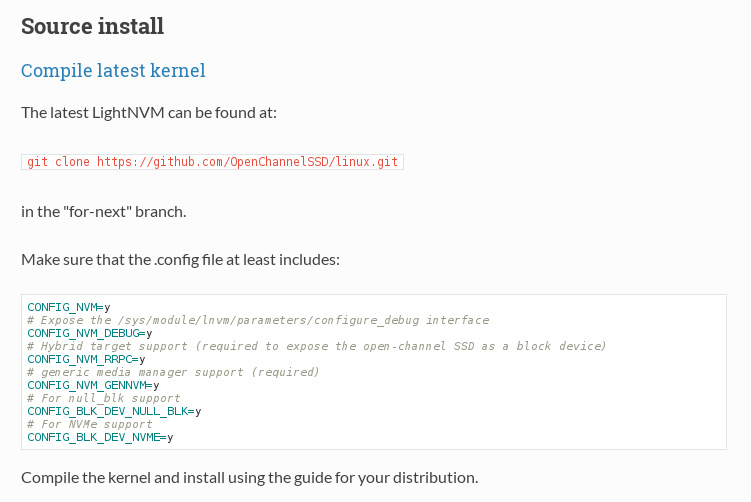 Source install
Compile latest kernel
The latest LightNVM can be found at:
git clone https://github.com/OpenChannelSSD/linux.git
in the "for-next" branch.
Make sure that the .config file at least includes:
CONFIG_NVM=y
# Expose the /sys/module/lnvm/parameters/configure_debug interface
CONFIG_NVM_DEBUG=y
# Hybrid target support (required to expose the open-channel SSD as a block device)
CONFIG_NVM_RRPC=y
# generic media manager support (required)
CONFIG_NVM_GENNVM=y
# For null_blk support
CONFIG_BLK_DEV_NULL_BLK=y
# For NVMe support
CONFIG_BLK_DEV_NVME=y
Compile the kernel and install using the guide for your distribution.